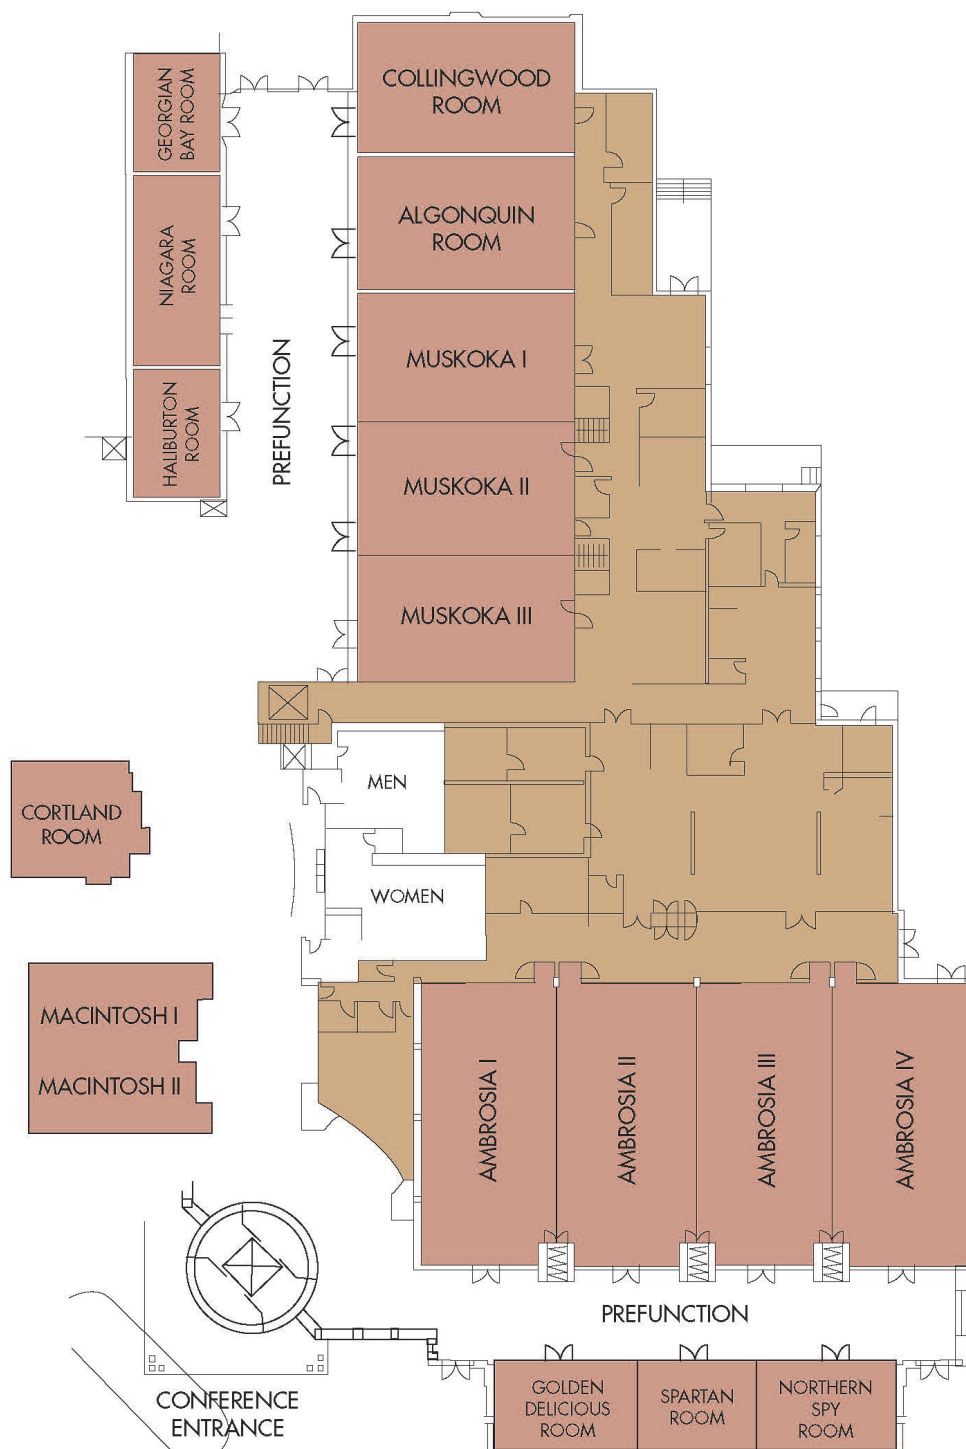 COLLINGWOOD
ROOM
GEORGIAN
BAY ROOM
ALGONQUIN
ROOM
NIAGARA
ROOM
MUSKOKA I
PREFUNCTION
HALIBURTON
ROOM
MUSKOKA II
MUSKOKA III
MEN
CORTLAND
ROOM
WOMEN
MACINTOSH I
MACINTOSH II
AMBROSIA I
AMBROSIA II
AMBROSIA III
AMBROSIA IV
PREFUNCTION
CONFERENCE
ENTRANCE
GOLDEN
DELICIOUS
ROOM
SPARTAN
ROOM
NORTHERN
SPY
ROOM